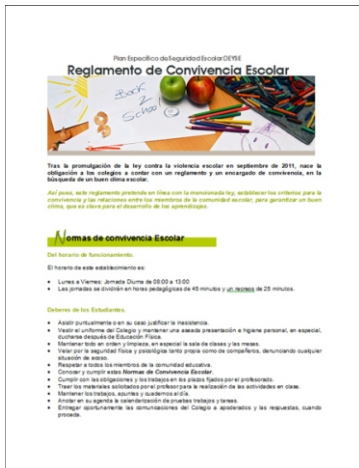 Plan Específico de Seguridad Escolar DEYSE
Reglamento de Convivencia Escolar
Back
2
School
Tras la promulgación de la ley contra la violencia escolar en septiembre de 2011, nace la
obligación a los colegios a contar con un reglamento y un encargado de convivencia, en la
búsqueda de un buen clima escolar.
Así pues, este reglamento pretende en línea con la mencionada ley, establecer los criterios para la
convivencia y las relaciones entre los miembros de la comunidad escolar, para garantizar un buen
clima, que es clave para el desarrollo de los aprendizajes.
Normas de convivencia Escolar
Del horario de funcionamiento.
El horario de este establecimiento es:
• Lunes a Viernes: Jornada Diurna de 08:00 a 13:00
• Las jornadas se dividirán en horas pedagógicas de 45 minutos y un receso de 25 minutos.
Deberes de los Estudiantes.
• Asistir puntualmente o en su caso justificar la inasistencia.
• Vestir el uniforme del Colegio y mantener una aseada presentación e higiene personal, en especial,
ducharse después de Educación Física.
• Mantener todo en orden y limpieza, en especial la sala de clases y las mesas.
• Velar por la seguridad física y psicológica tanto propia como de compañeros, denunciando cualquier
situación de acoso.
• Respetar a todos los miembros de la comunidad educativa.
• Conocer y cumplir estas Normas de Convivencia Escolar.
• Cumplir con las obligaciones y los trabajos en los plazos fijados por el profesorado.
• Traer los materiales solicitados por el profesor para la realización de las actividades en clase.
• Mantener los trabajos, apuntes y cuadernos al día.
• Anotar en su agenda la calendarización de pruebas trabajos y tareas.
• Entregar oportunamente las comunicaciones del Colegio a apoderados y las respuestas, cuando
proceda.